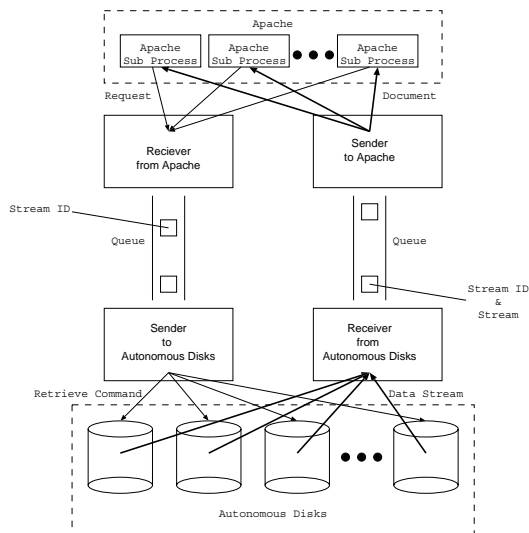 Apache
Apache
Sub Process
Apache
Sub Process
Apache
Sub Process
Request
Document
Reciever
from Apache
Sender
to Apache
Stream ID
Queue
Queue
Stream ID
&
Stream
Sender
to
Autonomous Disks
Receiver
from
Autonomous Disks
Retrieve Command
Data Stream
Autonomous Disks